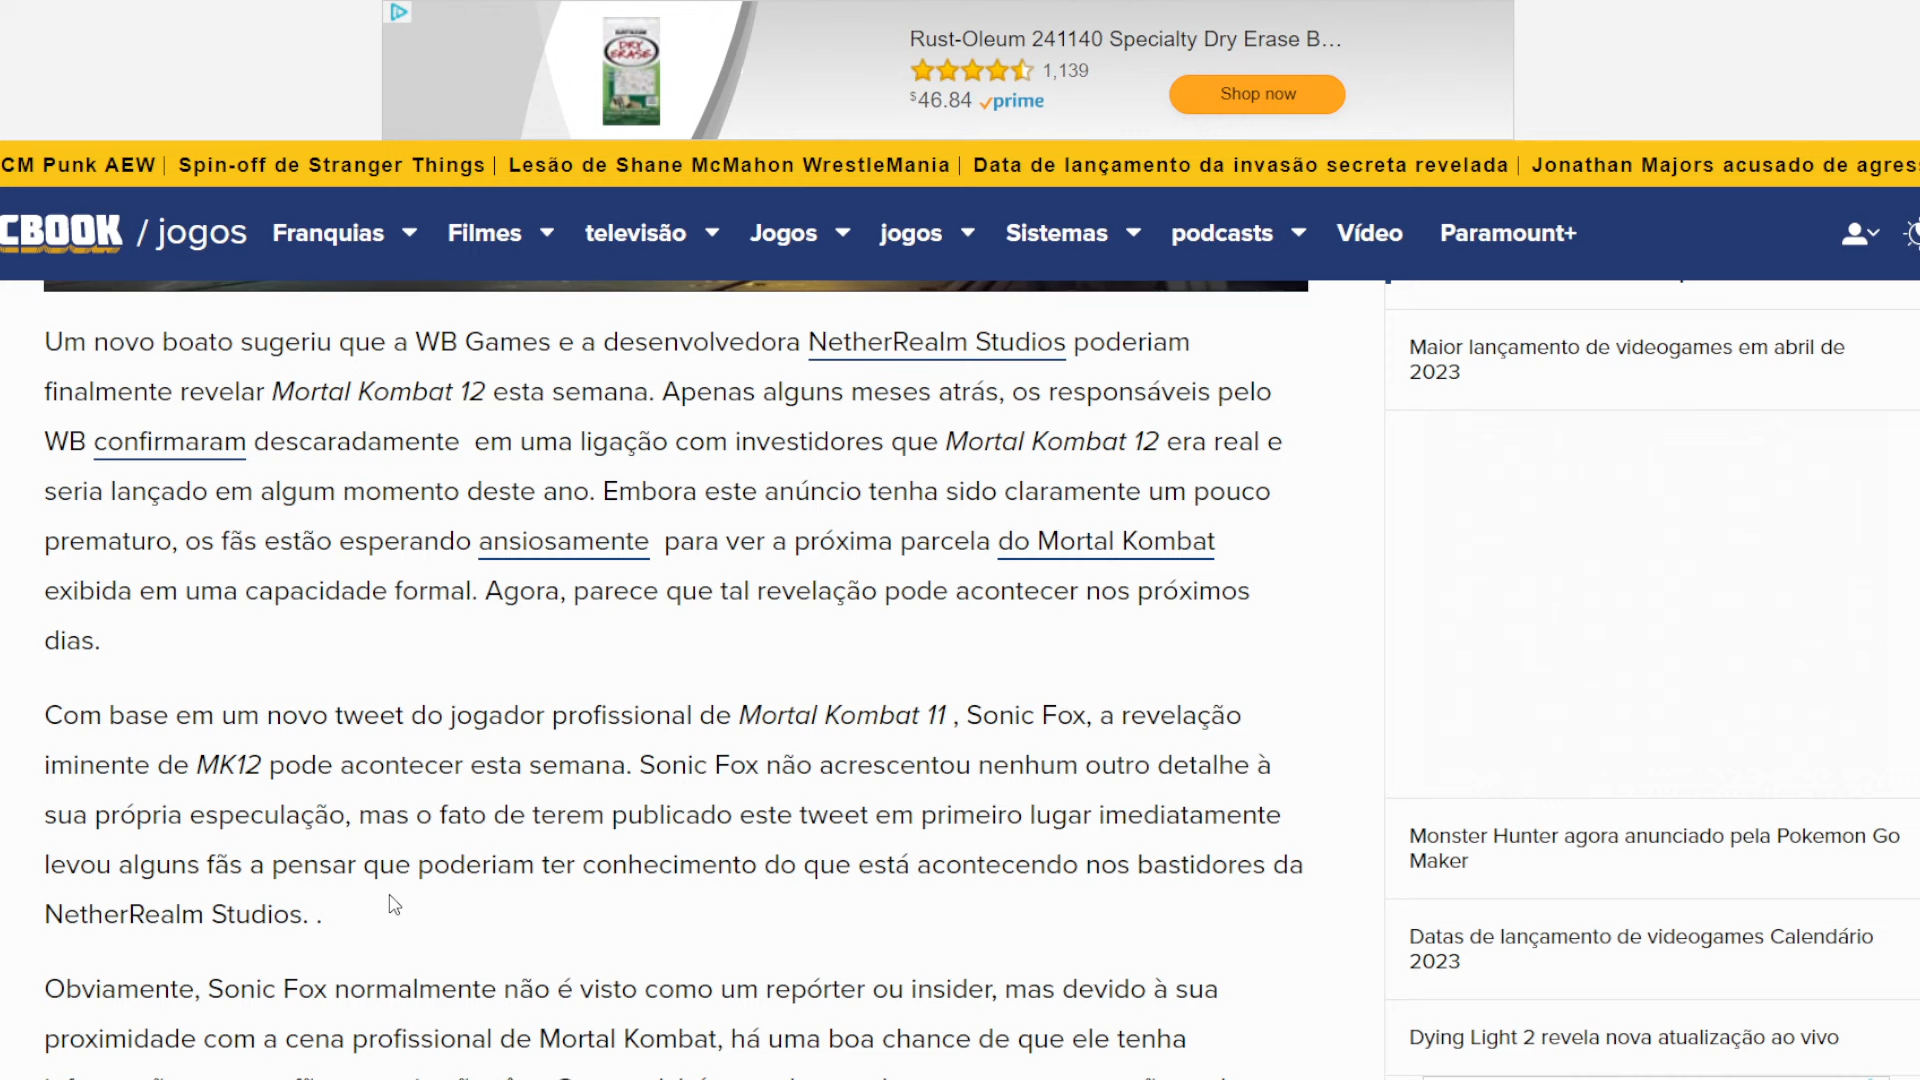 Rust-Oleum 241140 Specialty Dry Erase B...
DRY
ERASE
1,139
$46.84 prime
Shop now
CM Punk AEW | Spin-off de Stranger Things | Lesão de Shane McMahon WrestleMania | Data de lançamento da invasão secreta revelada | Jonathan Majors acusado de agres
CBOOK / jogos Franquias Filmes televisão Jogos jogos Sistemas podcasts Vídeo Paramount+
Um novo boato sugeriu que a WB Games e a desenvolvedora NetherRealm Studios poderiam
finalmente revelar Mortal Kombat 12 esta semana. Apenas alguns meses atrás, os responsáveis pelo
WB confirmaram descaradamente em uma ligação com investidores que Mortal Kombat 12 era real e
seria lançado em algum momento deste ano. Embora este anúncio tenha sido claramente um pouco
prematuro, os fãs estão esperando ansiosamente para ver a próxima parcela do Mortal Kombat
exibida em uma capacidade formal. Agora, parece que tal revelação pode acontecer nos próximos
dias.
Com base em um novo tweet do jogador profissional de Mortal Kombat 11 , Sonic Fox, a revelação
iminente de MK12 pode acontecer esta semana. Sonic Fox não acrescentou nenhum outro detalhe à
sua própria especulação, mas o fato de terem publicado este tweet em primeiro lugar imediatamente
levou alguns fãs a pensar que poderiam ter conhecimento do que está acontecendo nos bastidores da
NetherRealm Studios. .
Obviamente, Sonic Fox normalmente não é visto como um repórter ou insider, mas devido à sua
proximidade com a cena profissional de Mortal Kombat, há uma boa chance de que ele tenha
Maior lançamento de videogames em abril de
2023
Monster Hunter agora anunciado pela Pokemon Go
Maker
Datas de lançamento de videogames Calendário
2023
Dying Light 2 revela nova atualização ao vivo